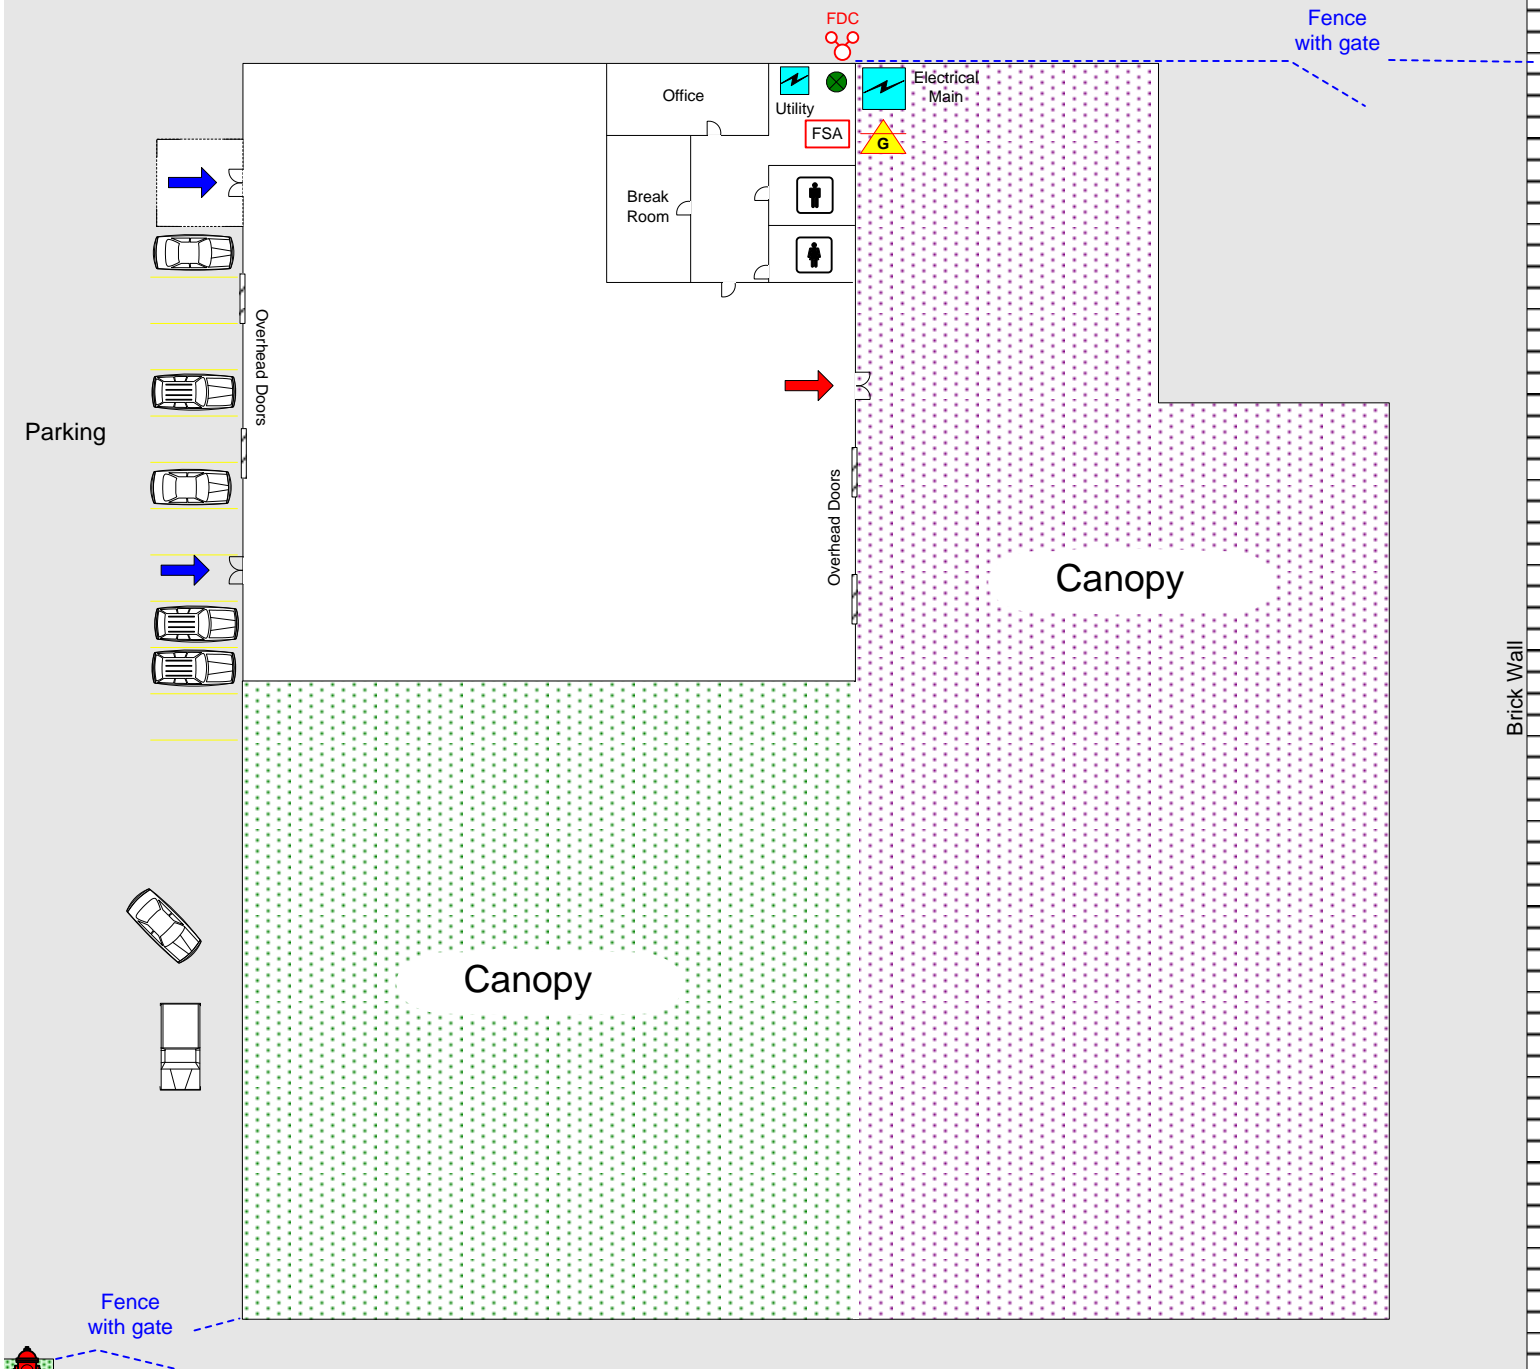 FDC
Fence
with gate
Electrical
Main
Office
Utility
FSA
G
Break
Room
Overhead Doors
Parking
Overhead Doors
Canopy
Brick Wall
Canopy
Fence
with gate